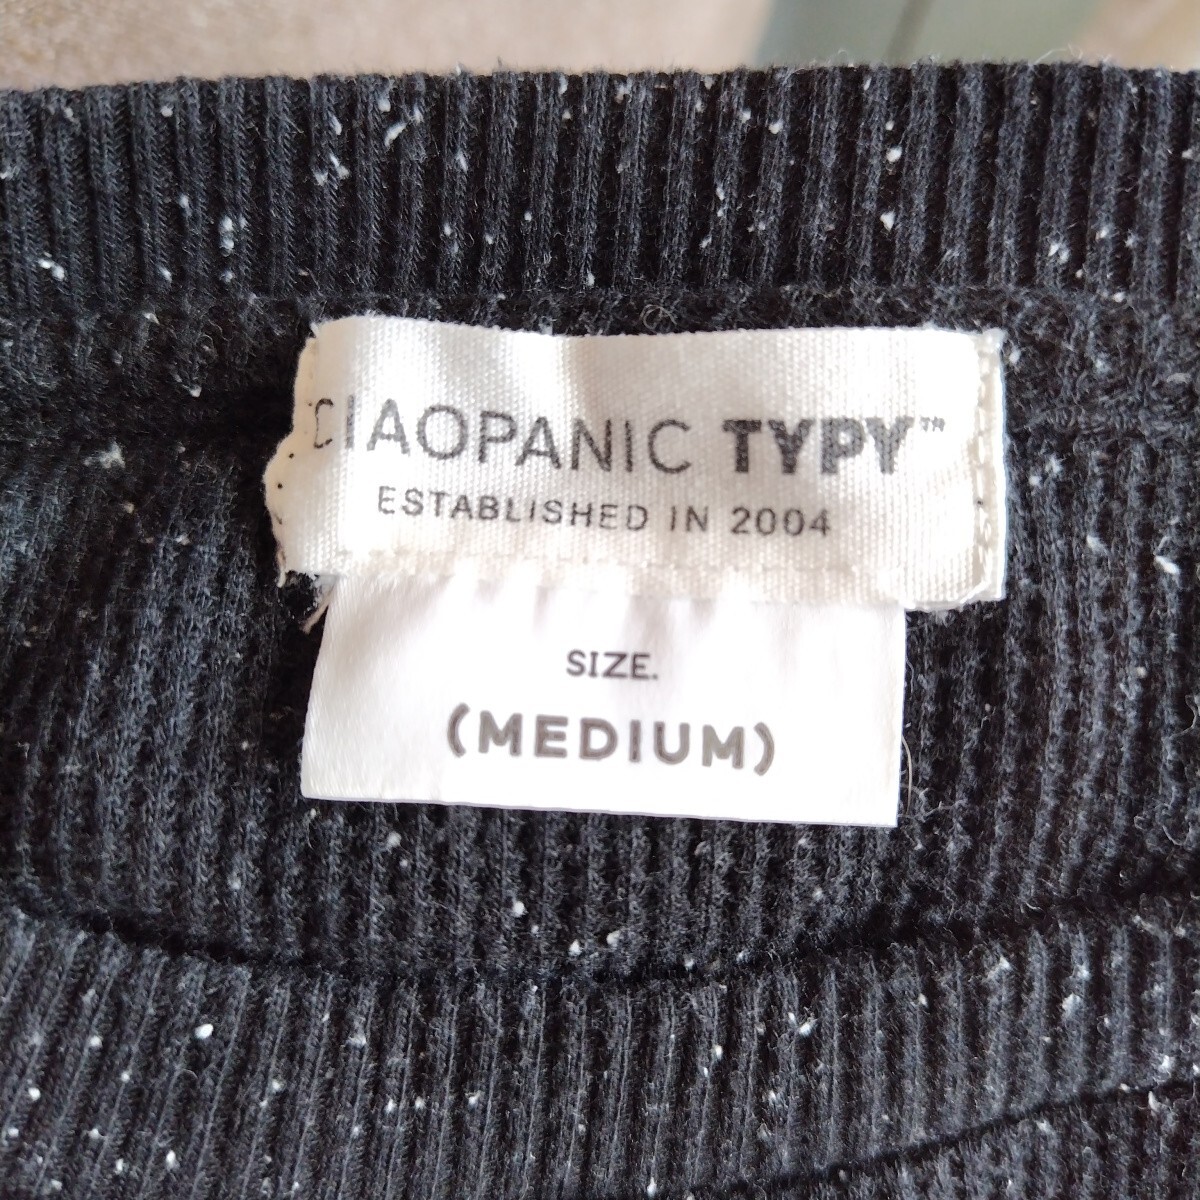 CIAOPANIC TYPY™
ESTABLISHED IN 2004
SIZE.
(MEDIUM)